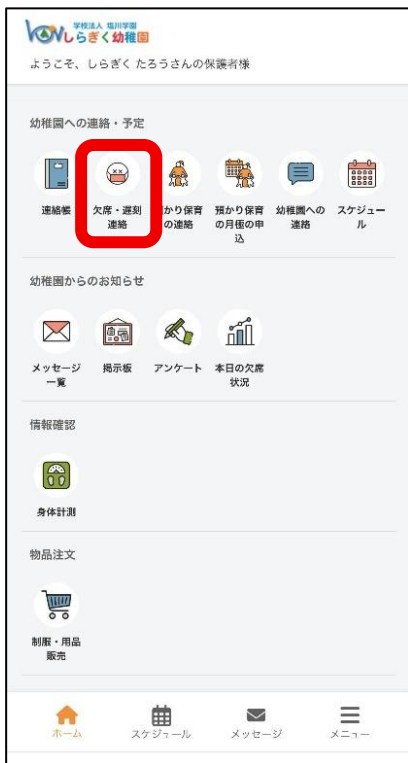 学校法人 塩川学園
しらぎく幼稚園
ようこそ、しらぎく たろうさんの保護者様
幼稚園への連絡・予定
連絡帳
欠席・遅刻
連絡
かり保育
の連絡
預かり保育
の月極の申
込
幼稚園への
連絡
スケジュー
ル
幼稚園からのお知らせ
メッセージ
一覧
掲示板
アンケート
本日の欠席
状況
情報確認
身体計測
物品注文
制服・用品
販売
ホーム
スケジュール
メッセージ
メニュー